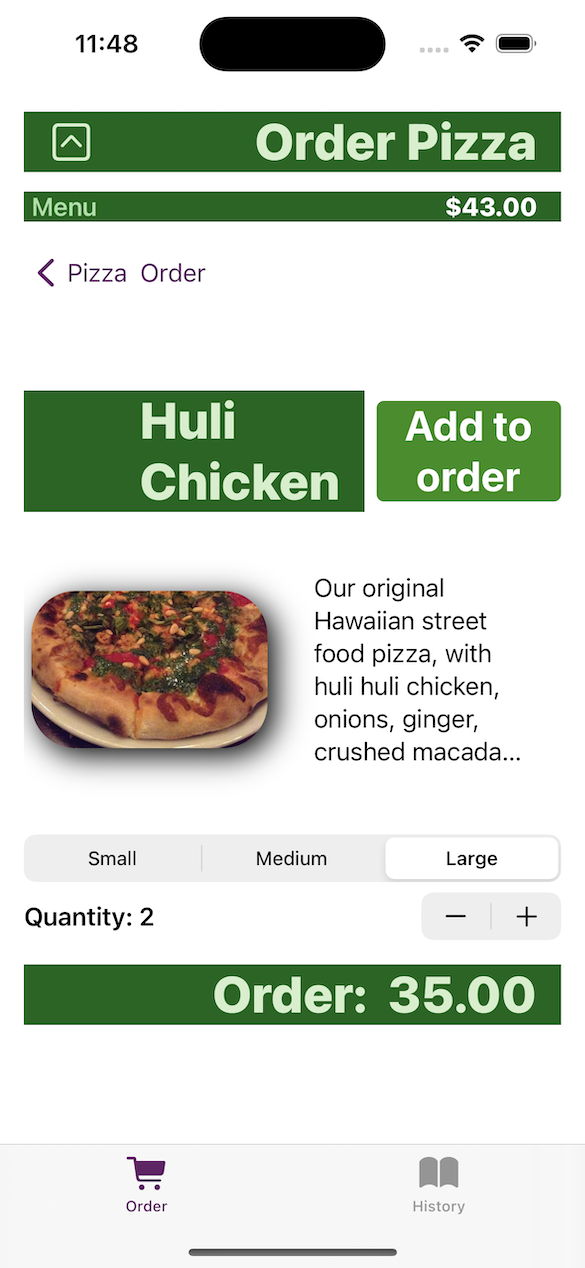 11:48
Order Pizza
Menu
$43.00
Pizza Order
Huli
Chicken
Add to
order
Our original
Hawaiian street
food pizza, with
huli huli chicken,
onions, ginger,
crushed macada...
Small Medium Large
Quantity: 2
Order: 35.00
Order
History